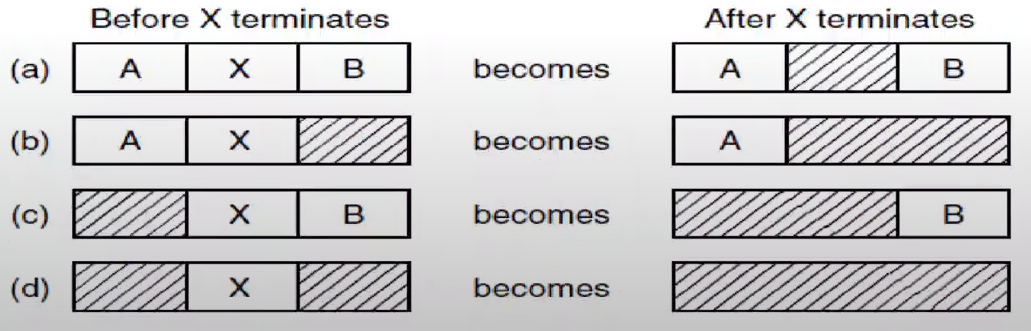 Before X terminates After X terminates
(a) A X B becomes A B
(b) A X becomes A
(c) X B becomes B
(d) X becomes